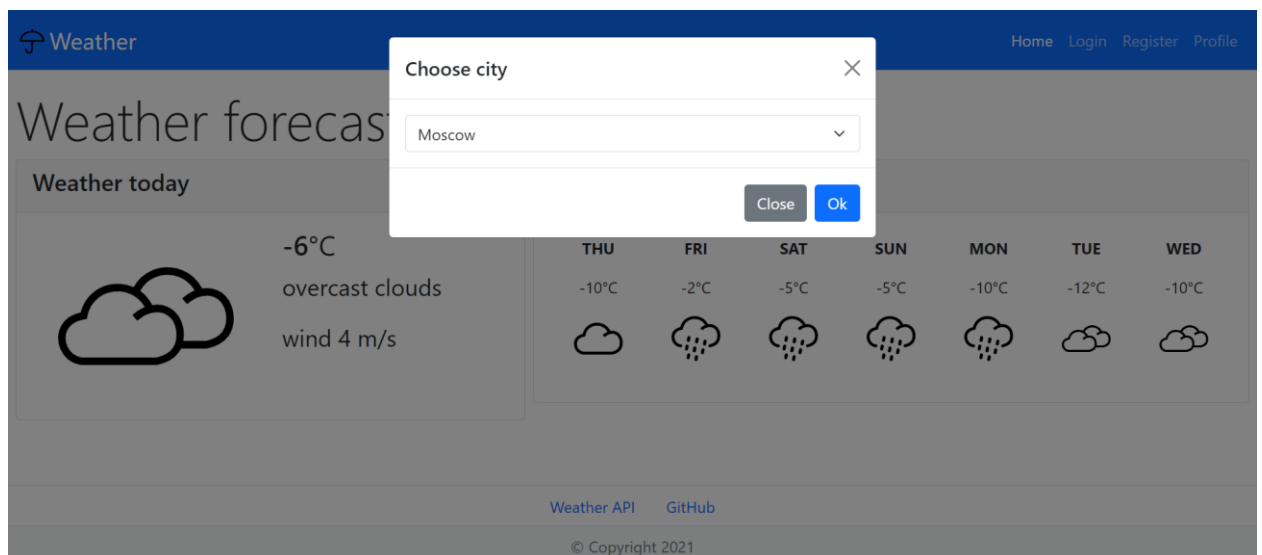 Weather
Home Login Register Profile
Choose city
Moscow
Close Ok
Weather forecas
Weather today
-6°C
overcast clouds
wind 4 m/s
THU FRI SAT SUN MON TUE WED
-10°C -2°C -5°C -5°C -10°C -12°C -10°C
Weather API GitHub
© Copyright 2021